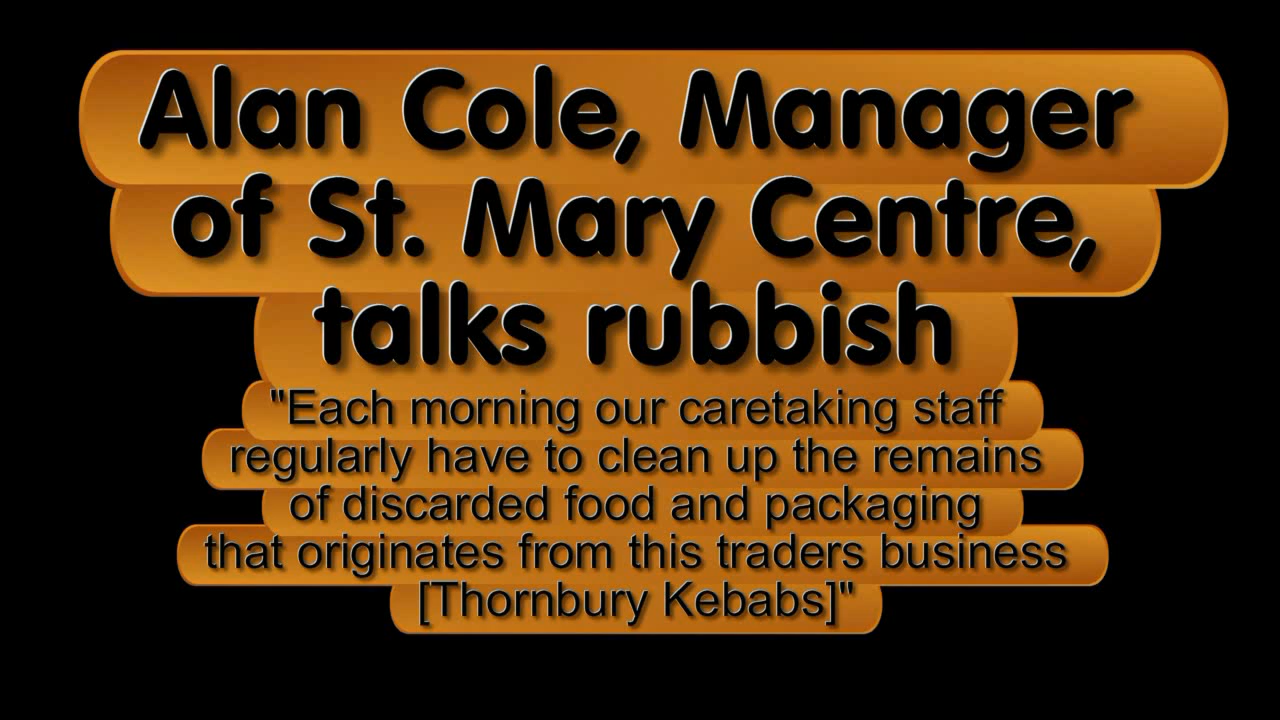 Alan Cole, Manager
of St. Mary Centre,
talks rubbish
"Each morning our caretaking staff
regularly have to clean up the remains
of discarded food and packaging
that originates from this traders business
[Thornbury Kebabs]"